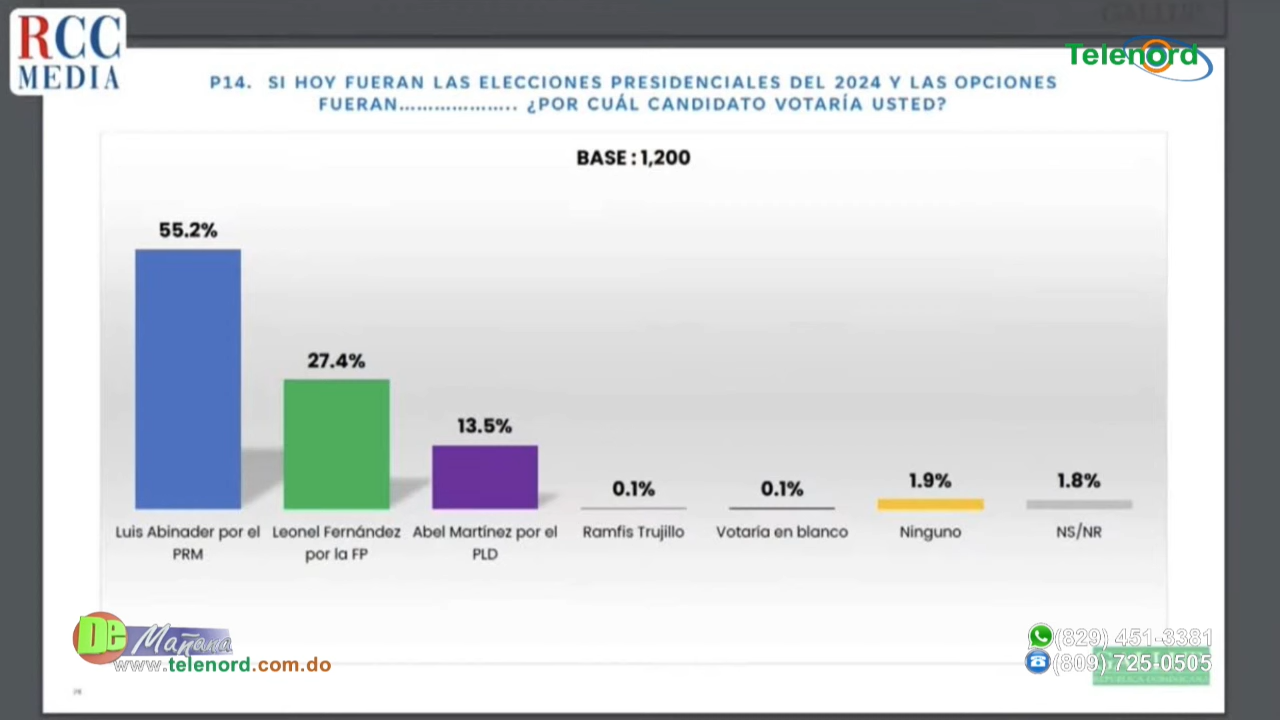 GALLUP
RCC
MEDIA
Telenord
P14. SI HOY FUERAN LAS ELECCIONES PRESIDENCIALES DEL 2024 Y LAS OPCIONES
FUERAN……………….. ¿POR CUÁL CANDIDATO VOTARÍA USTED?
BASE : 1,200
55.2%
27.4%
13.5%
0.1%
0.1%
1.9%
1.8%
Luis Abinader por el
PRM
Leonel Fernández
por la FP
Abel Martínez por el
PLD
Ramfis Trujillo
Votaría en blanco
Ninguno
NS/NR
De Mañana
www.telenord.com.do
(829) 451-3381
(809) 725-0505
REPÚBLICA DOMINICANA